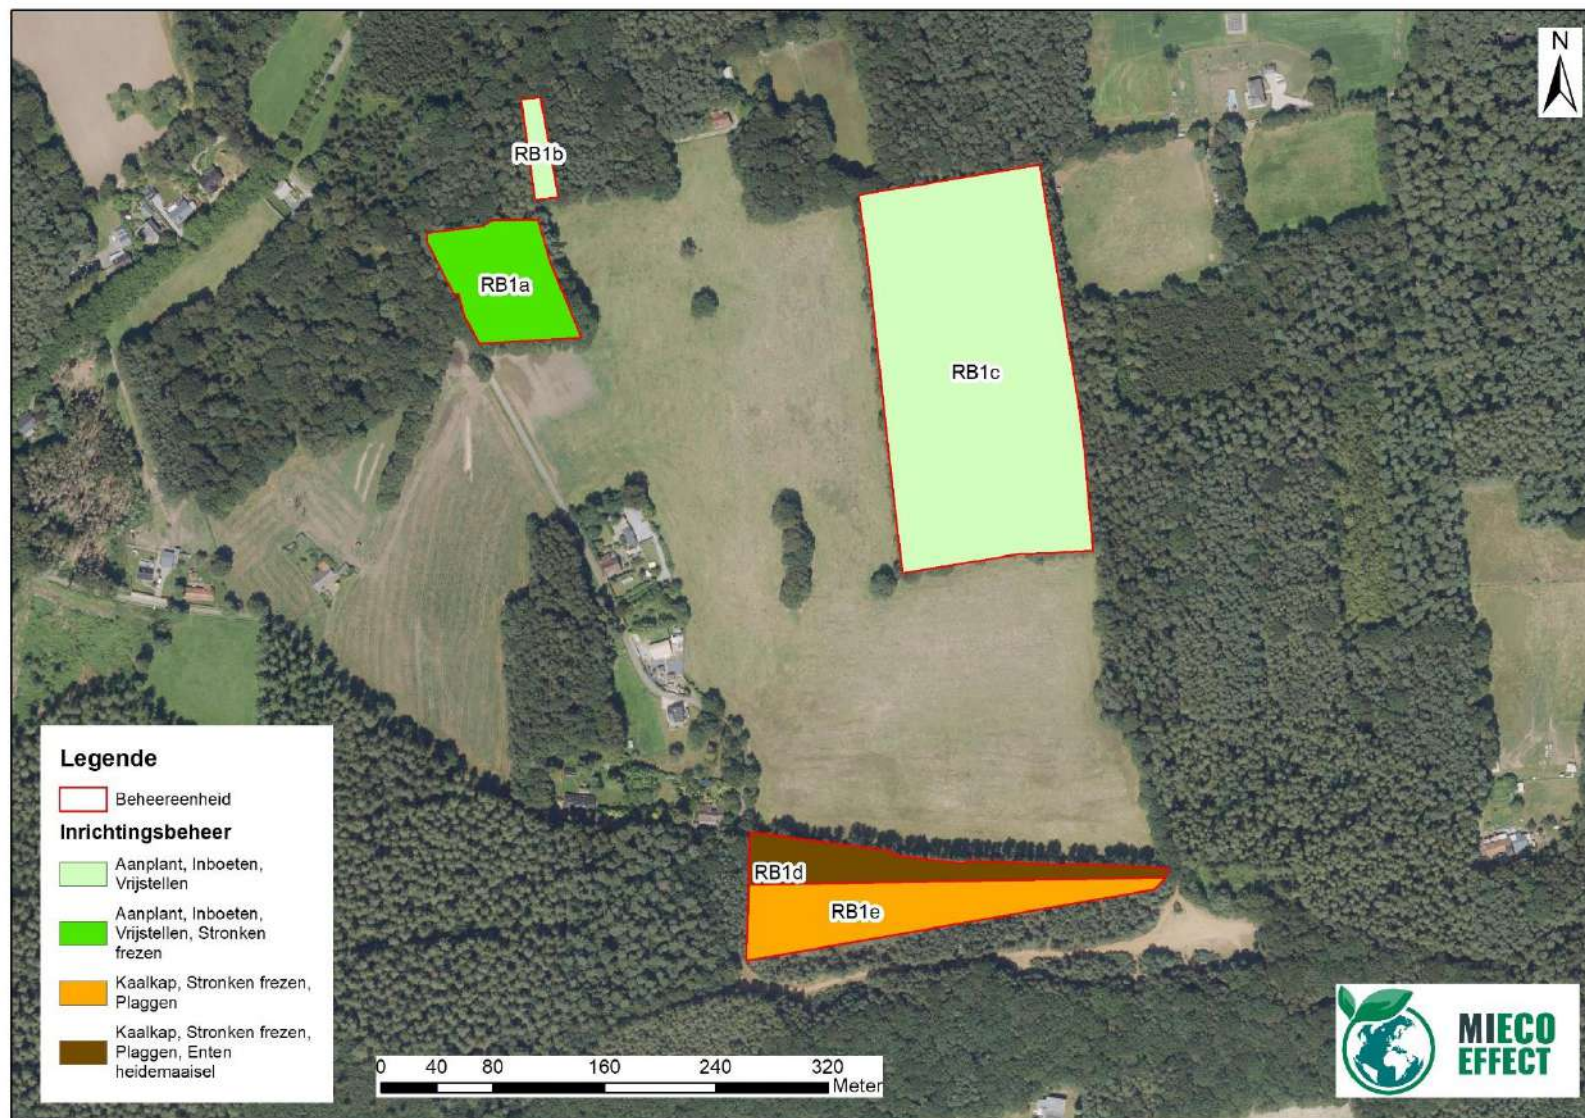 N
RB1b
RB1a
RB1c
RB1d
RB1e
Legende
Beheereenheid
Inrichtingsbeheer
Aanplant, Inboeten,
Vrijstellen
Aanplant, Inboeten,
Vrijstellen, Stronken
frezen
Kaalkap, Stronken frezen,
Plaggen
Kaalkap, Stronken frezen,
Plaggen, Enten
heidemaaisel
0 40 80 160 240 320
Meter
MIECO
EFFECT